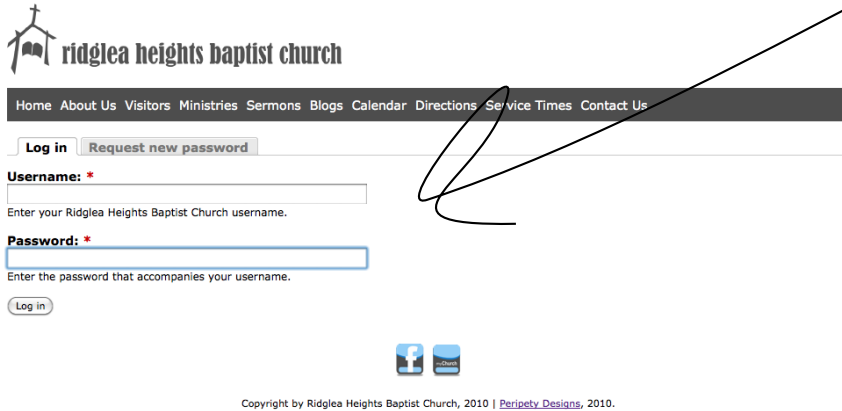 ridglea heights baptist church
Home About Us Visitors Ministries Sermons Blogs Calendar Directions Service Times Contact Us
Log in Request new password
Username: *
Enter your Ridglea Heights Baptist Church username.
Password: *
Enter the password that accompanies your username.
Log in
f myChurch
Copyright by Ridglea Heights Baptist Church, 2010 | Peripety Designs, 2010.